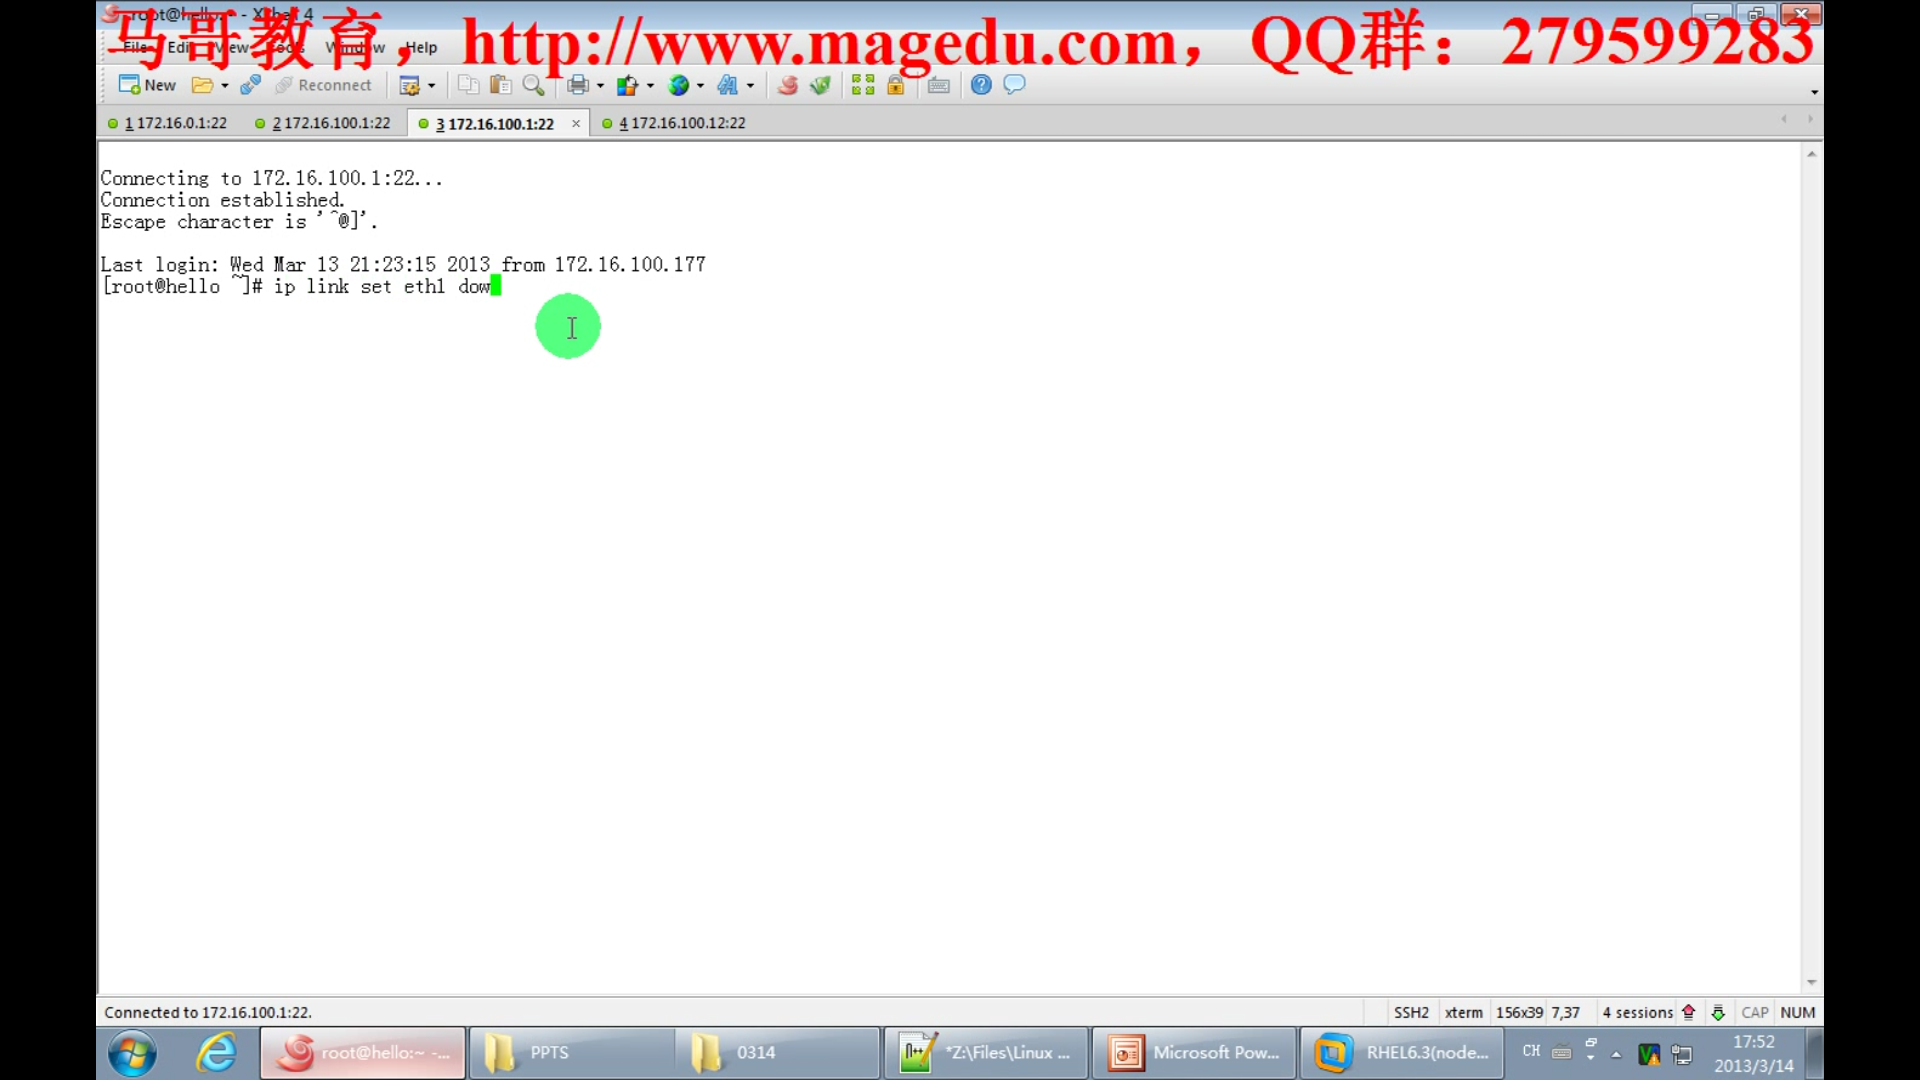 root@hello:~ - Xshell 4
马哥教育，http://www.magedu.com，QQ群：279599283
File Edit View Tools Window Help
New Reconnect
1 172.16.0.1:22 2 172.16.100.1:22 3 172.16.100.1:22 4 172.16.100.12:22
Connecting to 172.16.100.1:22...
Connection established.
Escape character is '^@]'.
Last login: Wed Mar 13 21:23:15 2013 from 172.16.100.177
[root@hello ~]# ip link set eth1 dow
Connected to 172.16.100.1:22. SSH2 xterm 156x39 7,37 4 sessions CAP NUM
root@hello:~ -... PPTS 0314 *Z:\Files\Linux ... Microsoft Pow... RHEL6.3(node... CH 17:52
2013/3/14